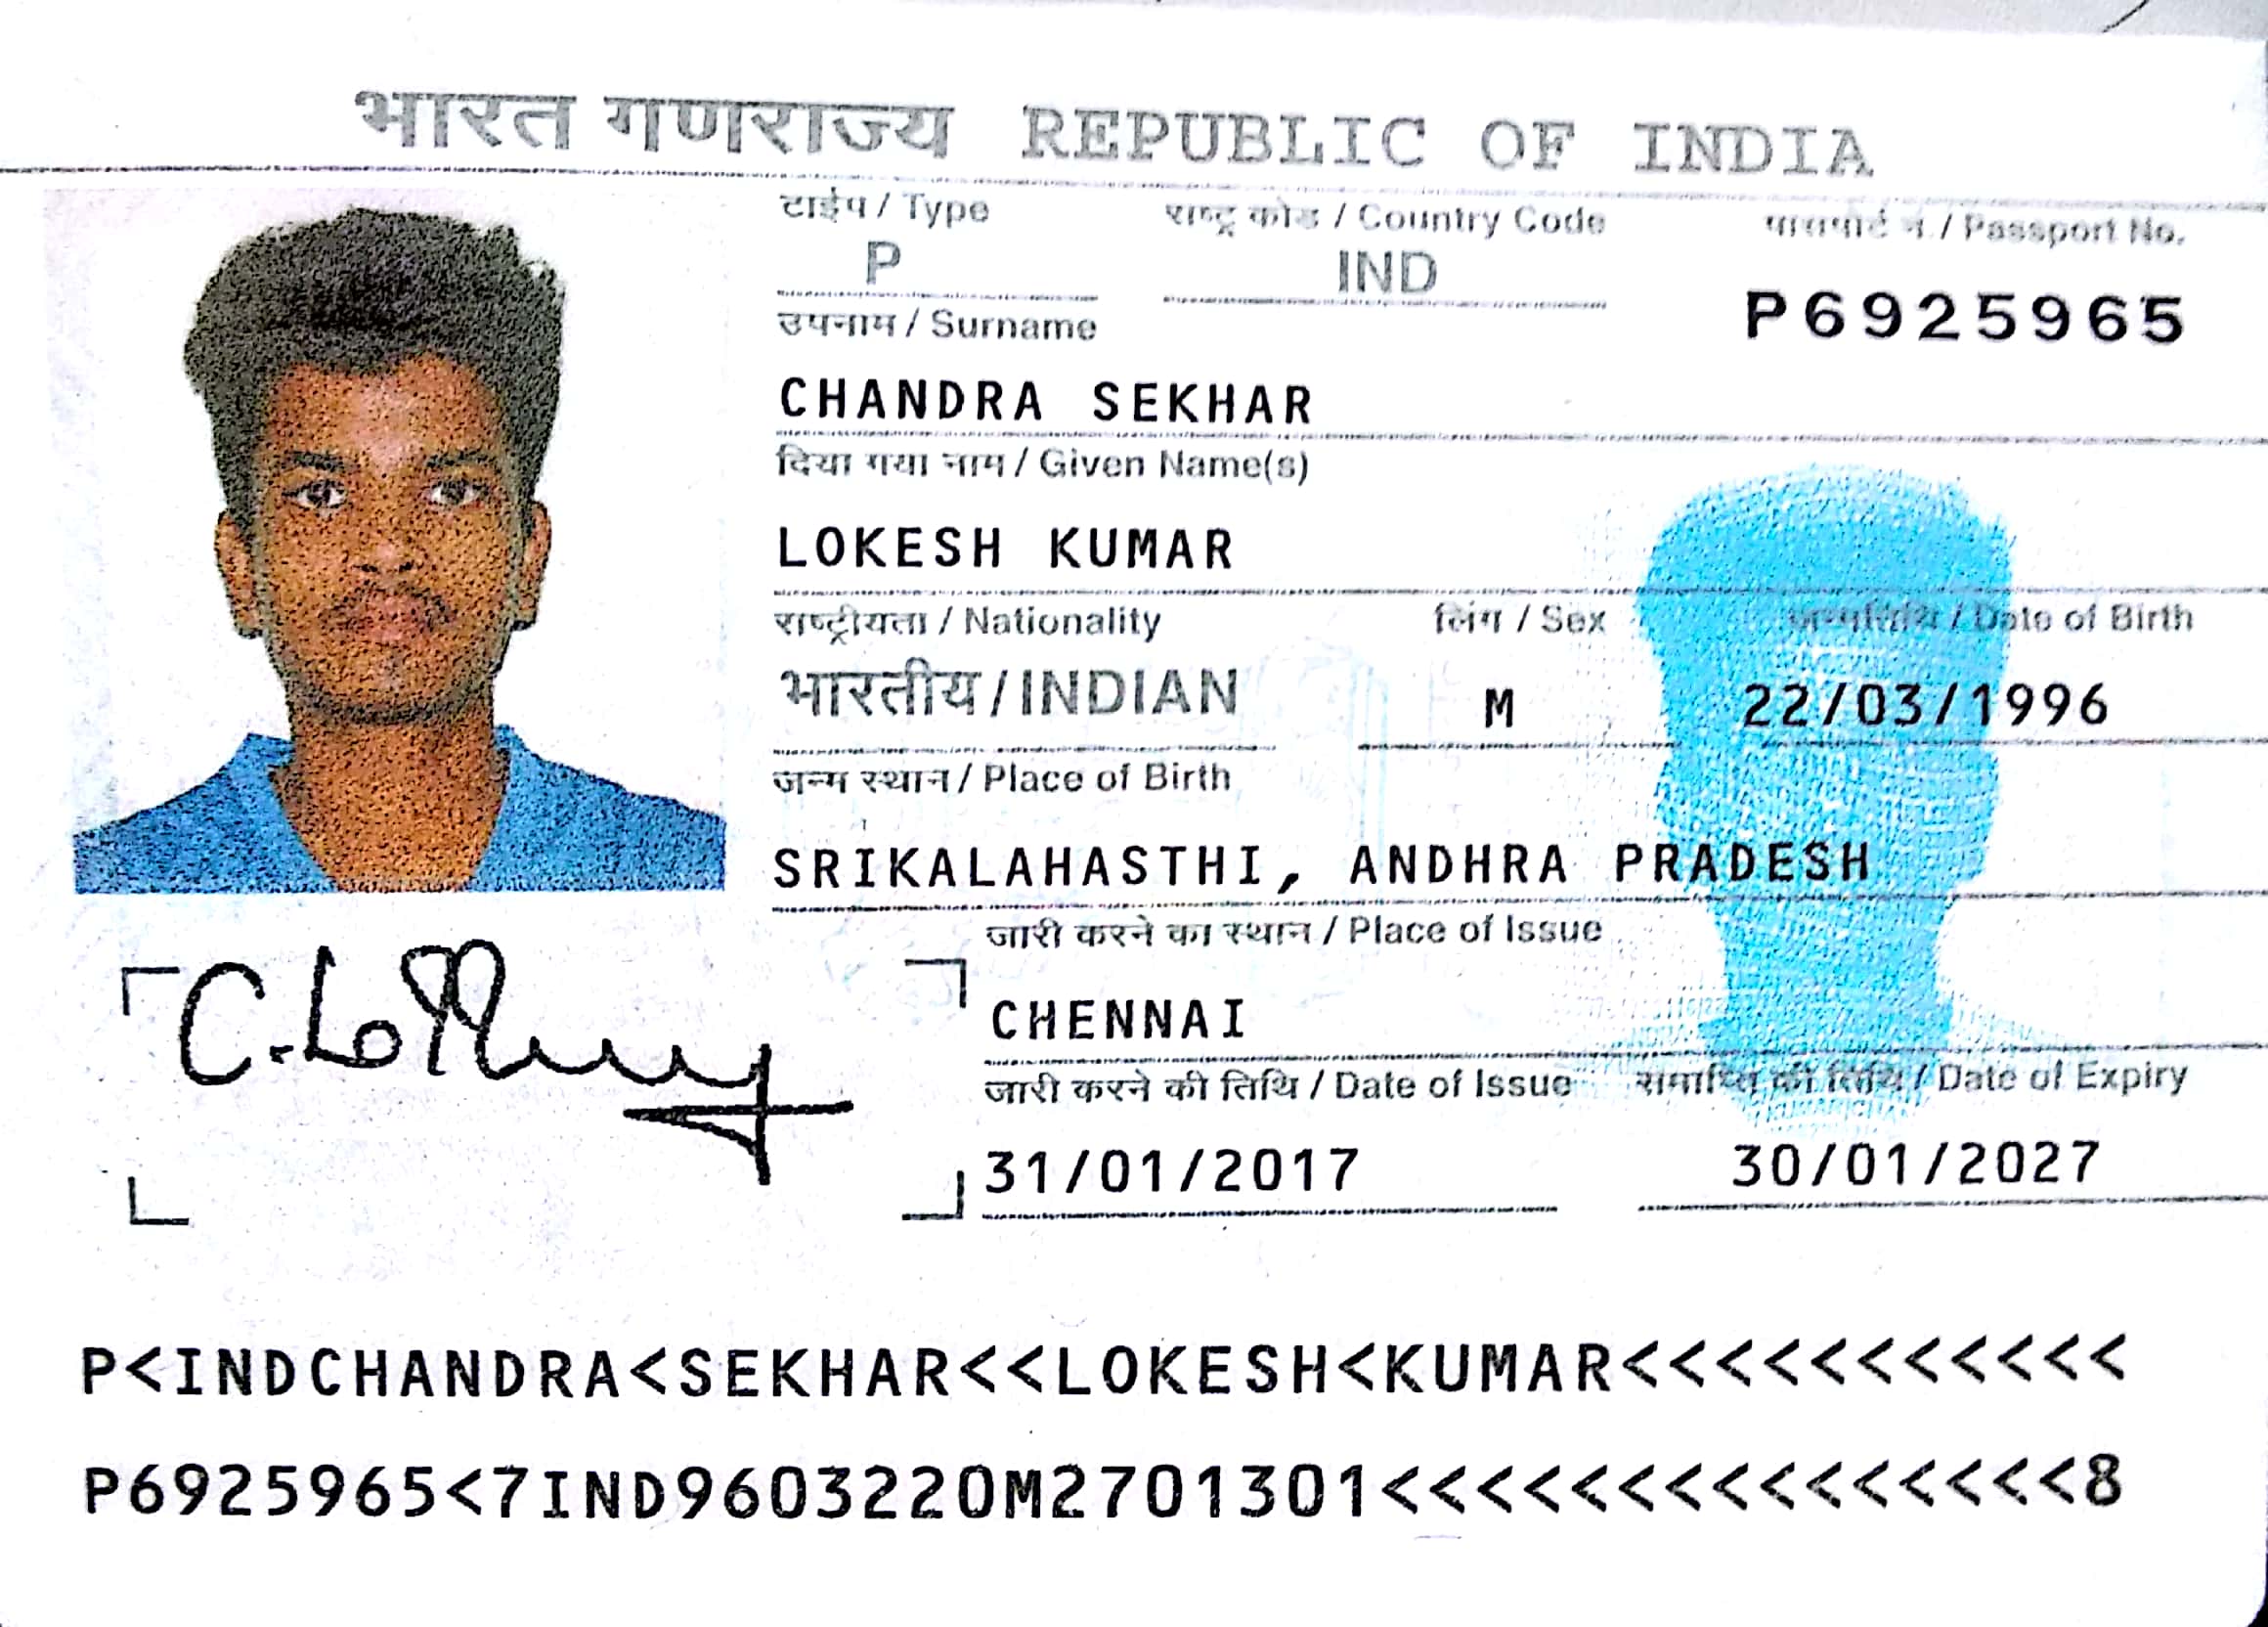 भारत गणराज्य REPUBLIC OF INDIA
टाईप / Type राष्ट्र कोड / Country Code पासपोर्ट नं. / Passport No.
P IND P6925965
उपनाम / Surname
CHANDRA SEKHAR
दिया गया नाम / Given Name(s)
LOKESH KUMAR
राष्ट्रीयता / Nationality लिंग / Sex जन्मतिथि / Date of Birth
भारतीय / INDIAN M 22/03/1996
जन्म स्थान / Place of Birth
SRIKALAHASTHI, ANDHRA PRADESH
जारी करने का स्थान / Place of Issue
CHENNAI
जारी करने की तिथि / Date of Issue समाप्ति की तिथि / Date of Expiry
31/01/2017 30/01/2027
P<INDCHANDRA<SEKHAR<<LOKESH<KUMAR<<<<<<<<<<<
P6925965<7IND9603220M2701301<<<<<<<<<<<<<<<8